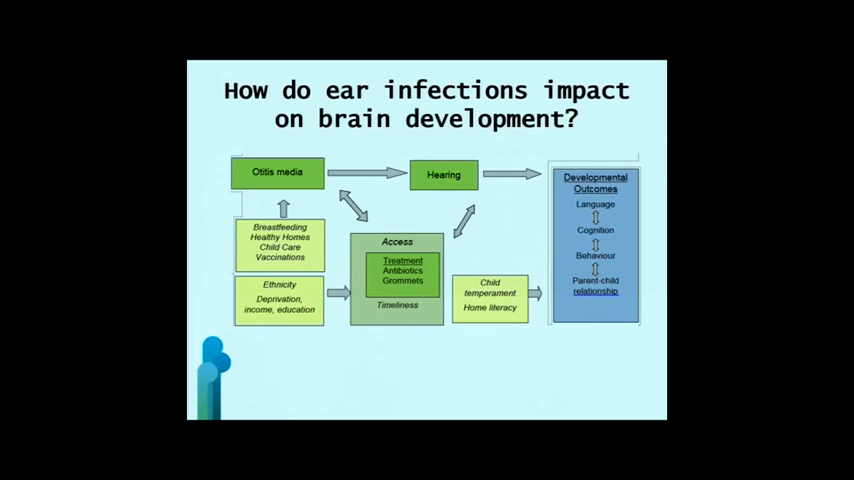 How do ear infections impact
on brain development?
Otitis media
Hearing
Developmental
Outcomes
Language
Cognition
Behaviour
Parent-child
relationship
Breastfeeding
Healthy Homes
Child Care
Vaccinations
Access
Treatment
Antibiotics
Grommets
Timeliness
Ethnicity
Deprivation,
income, education
Child
temperament
Home literacy